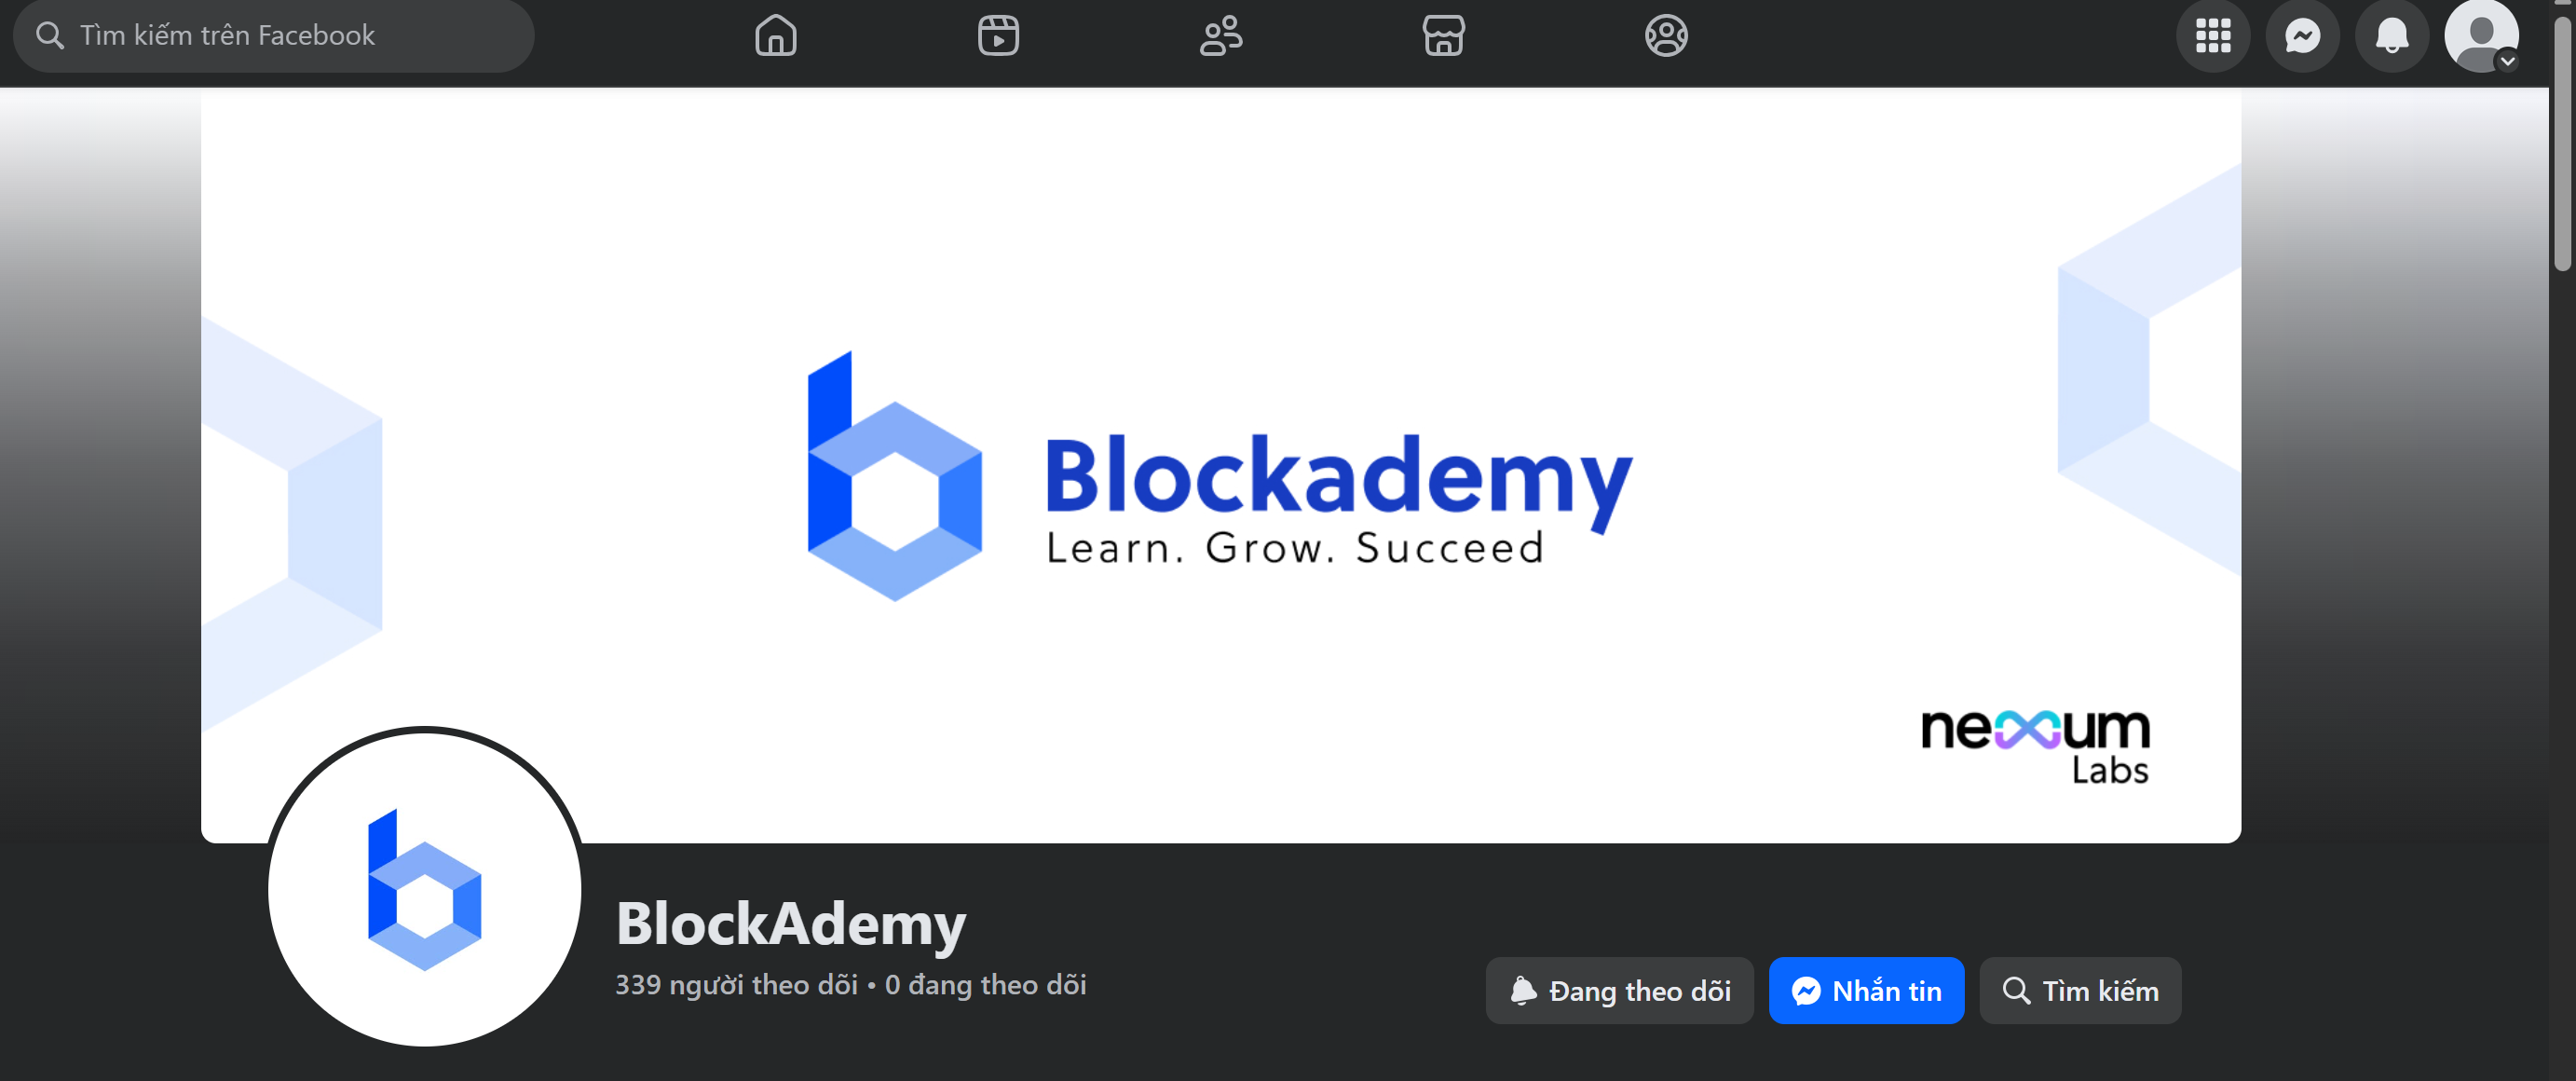 Tìm kiếm trên Facebook
Blockademy
Learn. Grow. Succeed
nexum
Labs
BlockAdemy
339 người theo dõi • 0 đang theo dõi
Đang theo dõi
Nhắn tin
Tìm kiếm